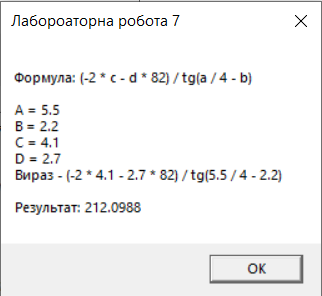 Лабороаторна робота 7
Формула: (-2 * c - d * 82) / tg(a / 4 - b)
A = 5.5
B = 2.2
C = 4.1
D = 2.7
Вираз - (-2 * 4.1 - 2.7 * 82) / tg(5.5 / 4 - 2.2)
Результат: 212.0988
OK